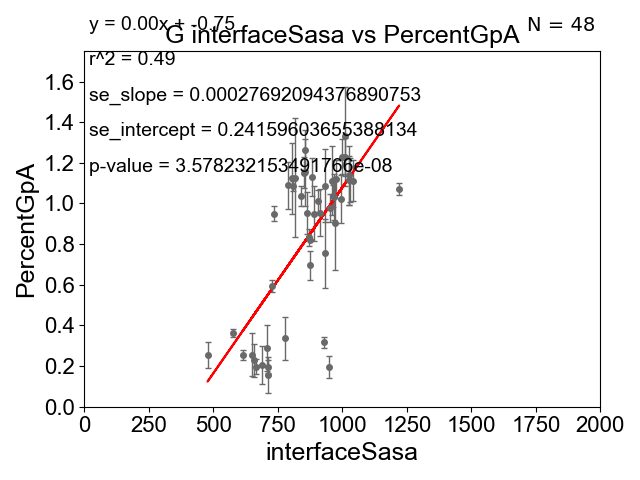 y = 0.00x + -0.75
N = 48
G interfaceSasa vs PercentGpA
r^2 = 0.49
se_slope = 0.00027692094376890753
se_intercept = 0.24159603655388134
p-value = 3.578232153491766e-08
PercentGpA
1.6
1.4
1.2
1.0
0.8
0.6
0.4
0.2
0.0
0 250 500 750 1000 1250 1500 1750 2000
interfaceSasa